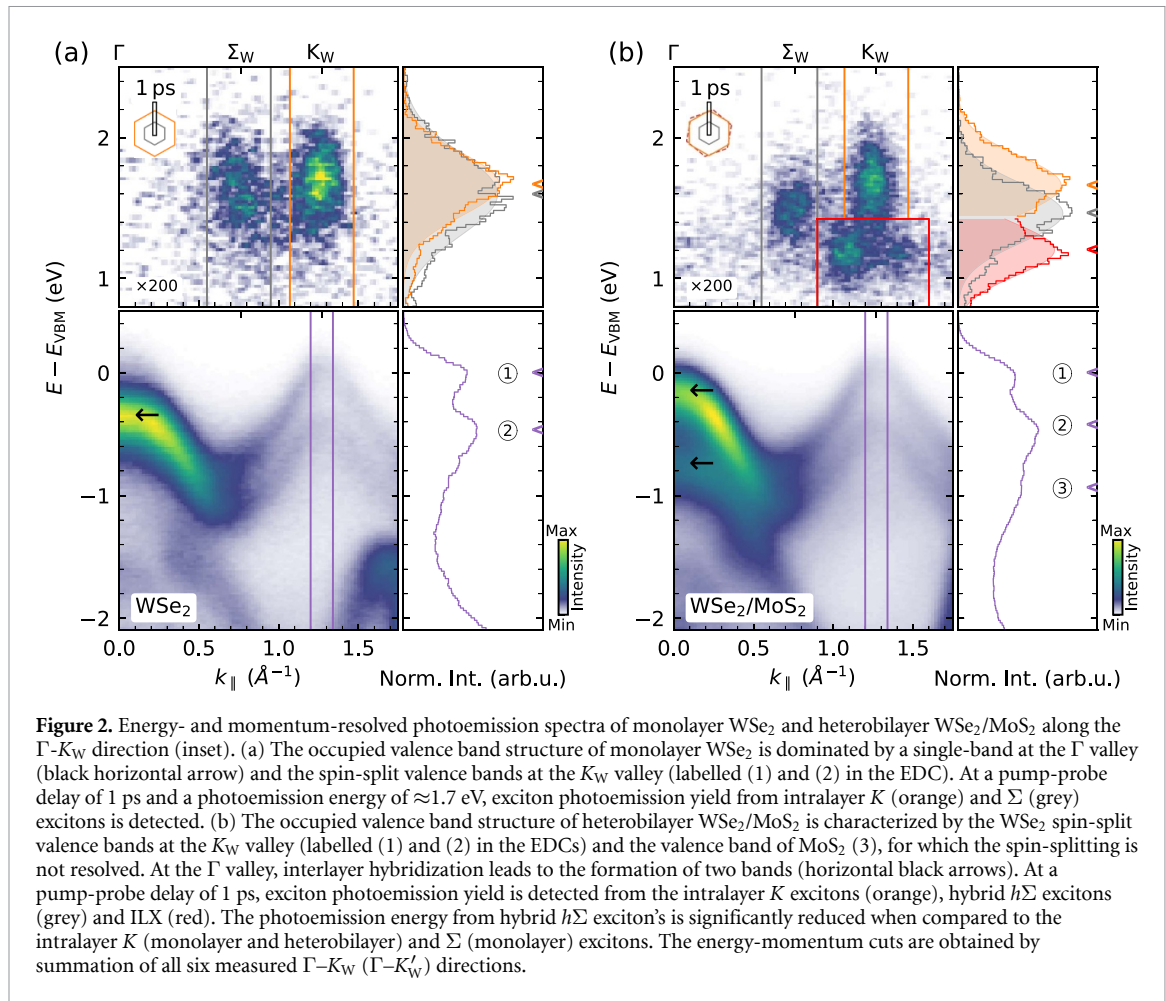 (a)
Γ
Σ_W
K_W
1 ps
×200
2
1
E − E_VBM (eV)
0
−1
−2
E − E_VBM (eV)
①
②
WSe₂
Max
Intensity
Min
0.0 0.5 1.0 1.5
k_∥ (Å⁻¹)
Norm. Int. (arb.u.)
(b)
Γ
Σ_W
K_W
1 ps
×200
2
1
E − E_VBM (eV)
0
−1
−2
E − E_VBM (eV)
①
②
③
WSe₂/MoS₂
Max
Intensity
Min
0.0 0.5 1.0 1.5
k_∥ (Å⁻¹)
Norm. Int. (arb.u.)
Figure 2. Energy- and momentum-resolved photoemission spectra of monolayer WSe₂ and heterobilayer WSe₂/MoS₂ along the
Γ-K_W direction (inset). (a) The occupied valence band structure of monolayer WSe₂ is dominated by a single-band at the Γ valley
(black horizontal arrow) and the spin-split valence bands at the K_W valley (labelled (1) and (2) in the EDC). At a pump-probe
delay of 1 ps and a photoemission energy of ≈1.7 eV, exciton photoemission yield from intralayer K (orange) and Σ (grey)
excitons is detected. (b) The occupied valence band structure of heterobilayer WSe₂/MoS₂ is characterized by the WSe₂ spin-split
valence bands at the K_W valley (labelled (1) and (2) in the EDCs) and the valence band of MoS₂ (3), for which the spin-splitting is
not resolved. At the Γ valley, interlayer hybridization leads to the formation of two bands (horizontal black arrows). At a
pump-probe delay of 1 ps, exciton photoemission yield is detected from the intralayer K excitons (orange), hybrid hΣ excitons
(grey) and ILX (red). The photoemission energy from hybrid hΣ exciton's is significantly reduced when compared to the
intralayer K (monolayer and heterobilayer) and Σ (monolayer) excitons. The energy-momentum cuts are obtained by
summation of all six measured Γ–K_W (Γ–K′_W) directions.